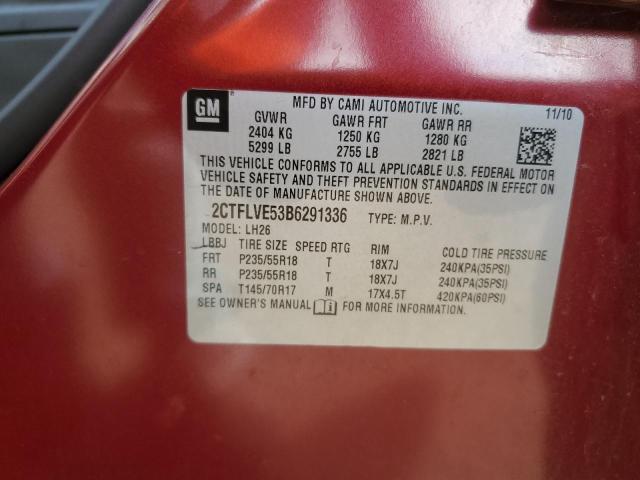 GM
MFD BY CAMI AUTOMOTIVE INC. 11/10
GVWR GAWR FRT GAWR RR
2404 KG 1250 KG 1280 KG
5299 LB 2755 LB 2821 LB
THIS VEHICLE CONFORMS TO ALL APPLICABLE U.S. FEDERAL MOTOR
VEHICLE SAFETY AND THEFT PREVENTION STANDARDS IN EFFECT ON
THE DATE OF MANUFACTURE SHOWN ABOVE.
2CTFLVE53B6291336 TYPE: M.P.V.
MODEL: LH26
LBBJ TIRE SIZE SPEED RTG RIM COLD TIRE PRESSURE
FRT P235/55R18 T 18X7J 240KPA(35PSI)
RR P235/55R18 T 18X7J 240KPA(35PSI)
SPA T145/70R17 M 17X4.5T 420KPA(60PSI)
SEE OWNER'S MANUAL FOR MORE INFORMATION.